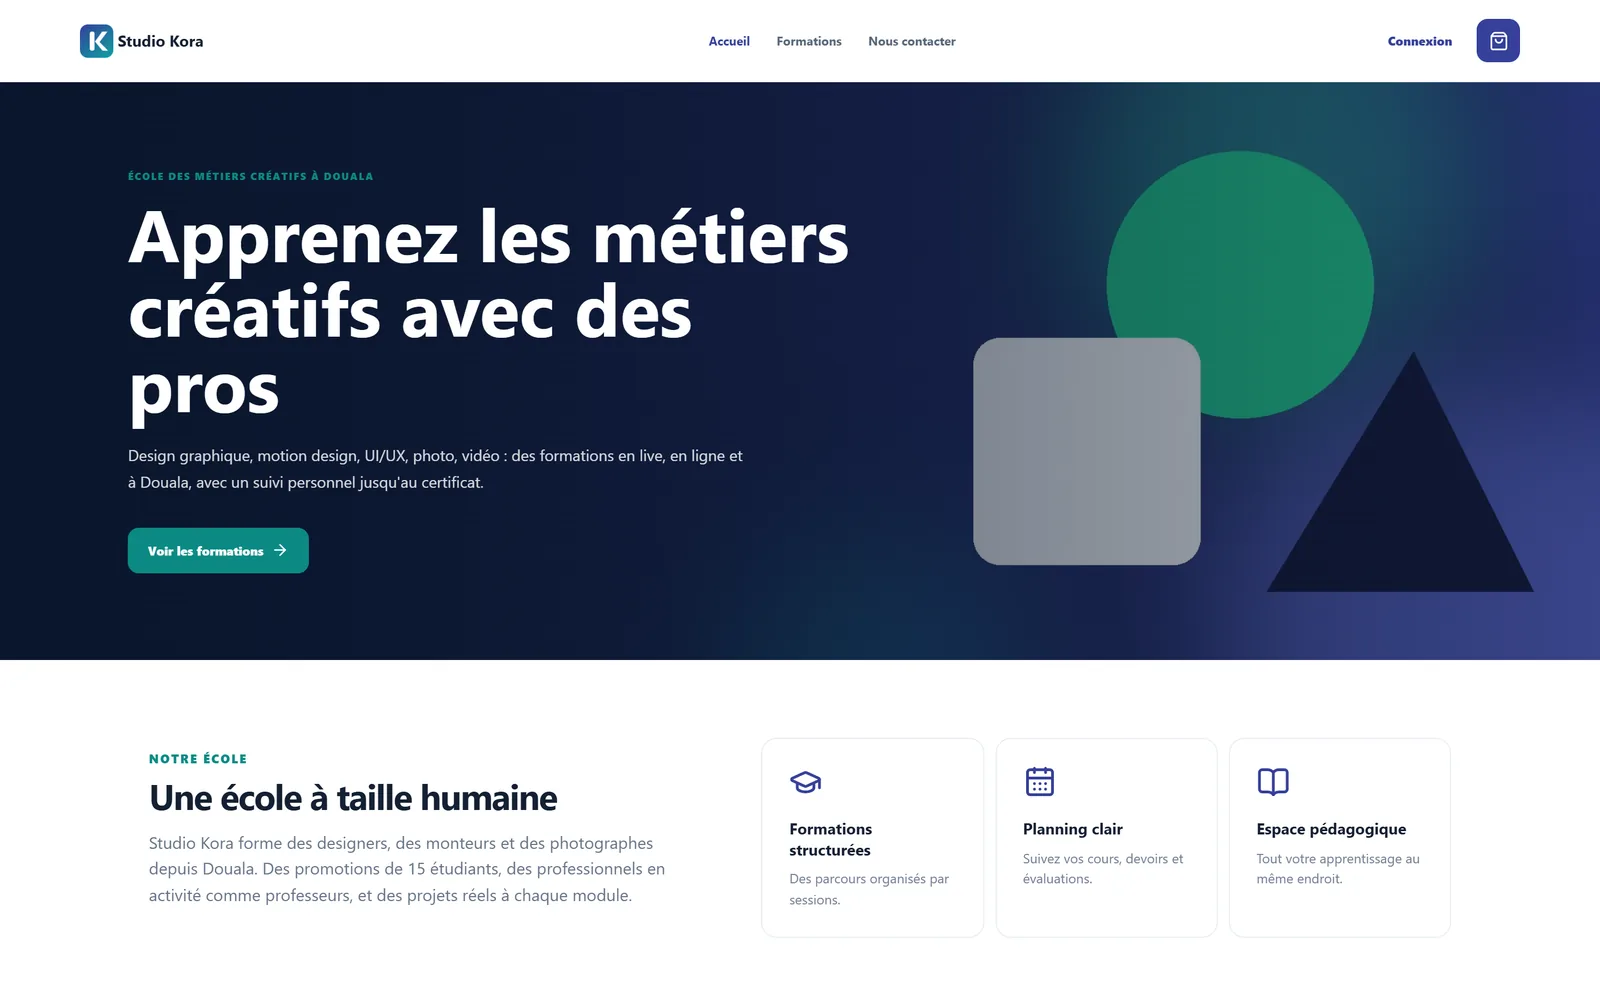 Studio Kora
Accueil
Formations
Nous contacter
Connexion
ÉCOLE DES MÉTIERS CRÉATIFS À DOUALA
Apprenez les métiers
créatifs avec des
pros
Design graphique, motion design, UI/UX, photo, vidéo : des formations en live, en ligne et
à Douala, avec un suivi personnel jusqu'au certificat.
Voir les formations
NOTRE ÉCOLE
Une école à taille humaine
Studio Kora forme des designers, des monteurs et des photographes
depuis Douala. Des promotions de 15 étudiants, des professionnels en
activité comme professeurs, et des projets réels à chaque module.
Formations
structurées
Des parcours organisés par
sessions.
Planning clair
Suivez vos cours, devoirs et
évaluations.
Espace pédagogique
Tout votre apprentissage au
même endroit.